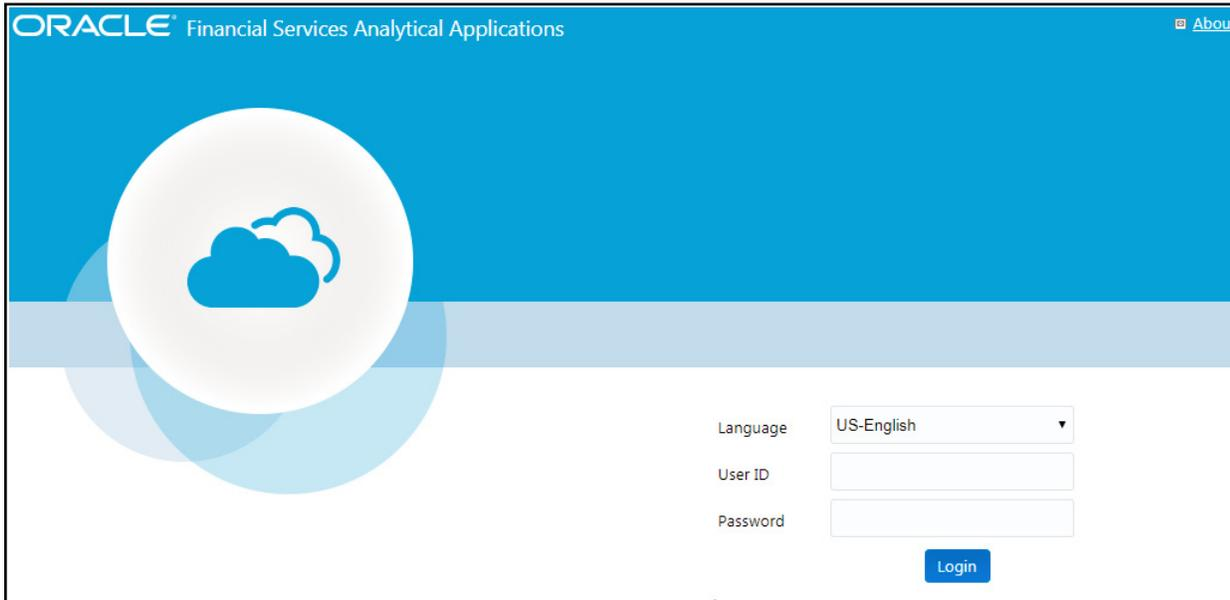 ORACLE® Financial Services Analytical Applications
Abou
Language US-English
User ID
Password
Login